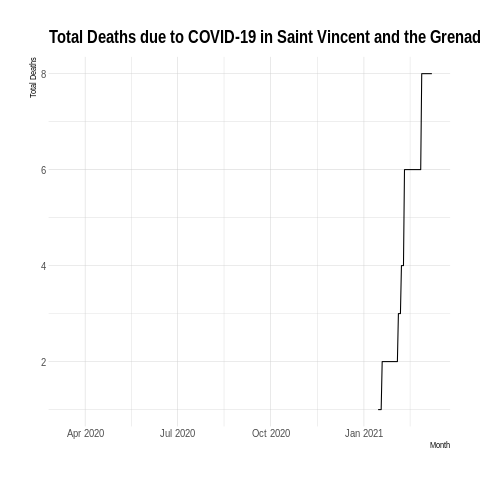 Total Deaths due to COVID-19 in Saint Vincent and the Grenad
Total Deaths
8
6
4
2
Apr 2020 Jul 2020 Oct 2020 Jan 2021
Month